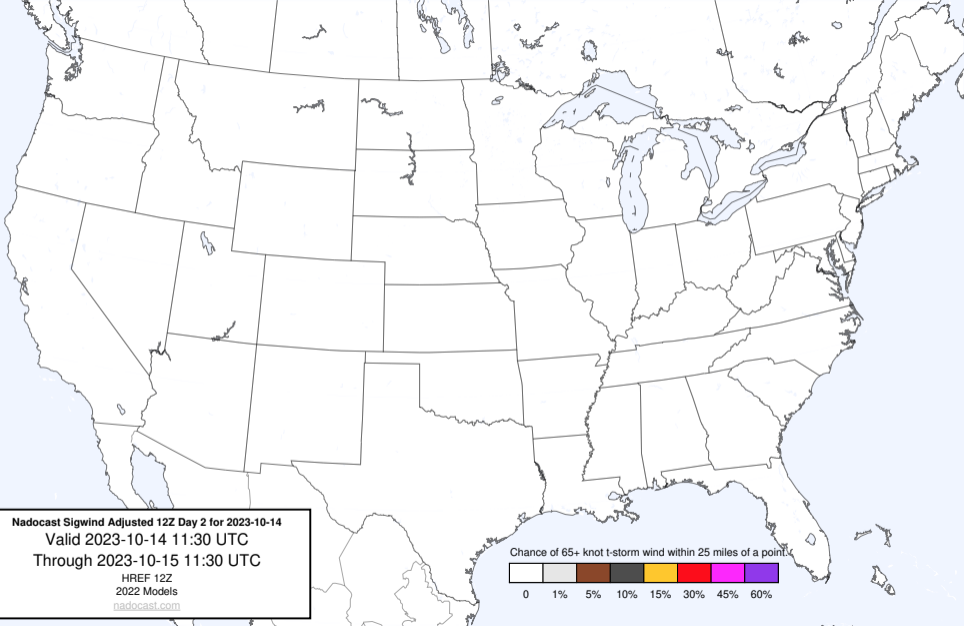 Nadocast Sigwind Adjusted 12Z Day 2 for 2023-10-14
Valid 2023-10-14 11:30 UTC
Through 2023-10-15 11:30 UTC
HREF 12Z
2022 Models
nadocast.com
Chance of 65+ knot t-storm wind within 25 miles of a point.
0 1% 5% 10% 15% 30% 45% 60%